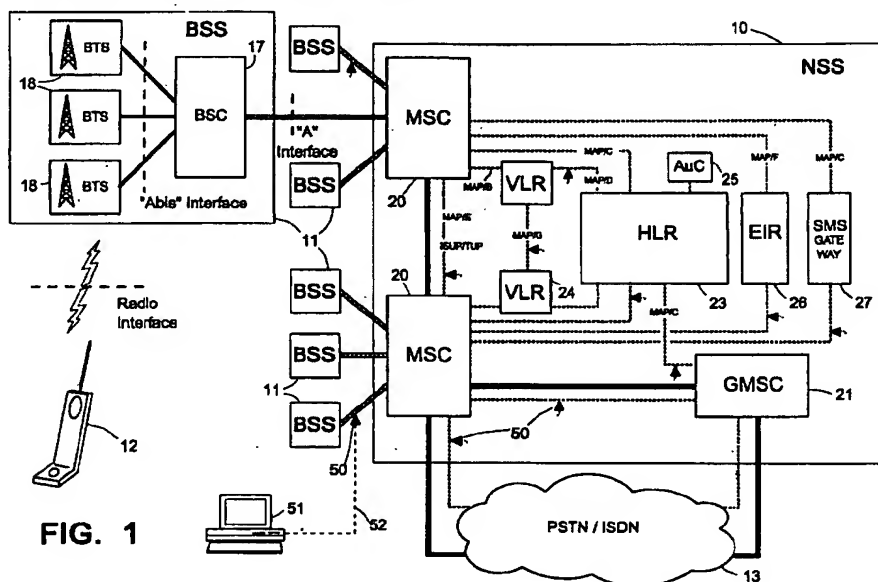 BSS
17
BTS
18
BTS
BSC
18
BTS
"Abis" Interface
"A"
Interface
BSS
BSS
11
11
BSS
BSS
11
BSS
Radio
Interface
12
50
51
52
FIG. 1
10
NSS
MSC
20
MAP/B
MAP/E
ISUP/TUP
VLR
MAP/G
VLR
24
MAP/D
MAP/C
AuC
25
HLR
23
MAP/C
MAP/F
EIR
26
MAP/C
SMS
GATE
WAY
27
20
MSC
GMSC
21
50
PSTN / ISDN
13